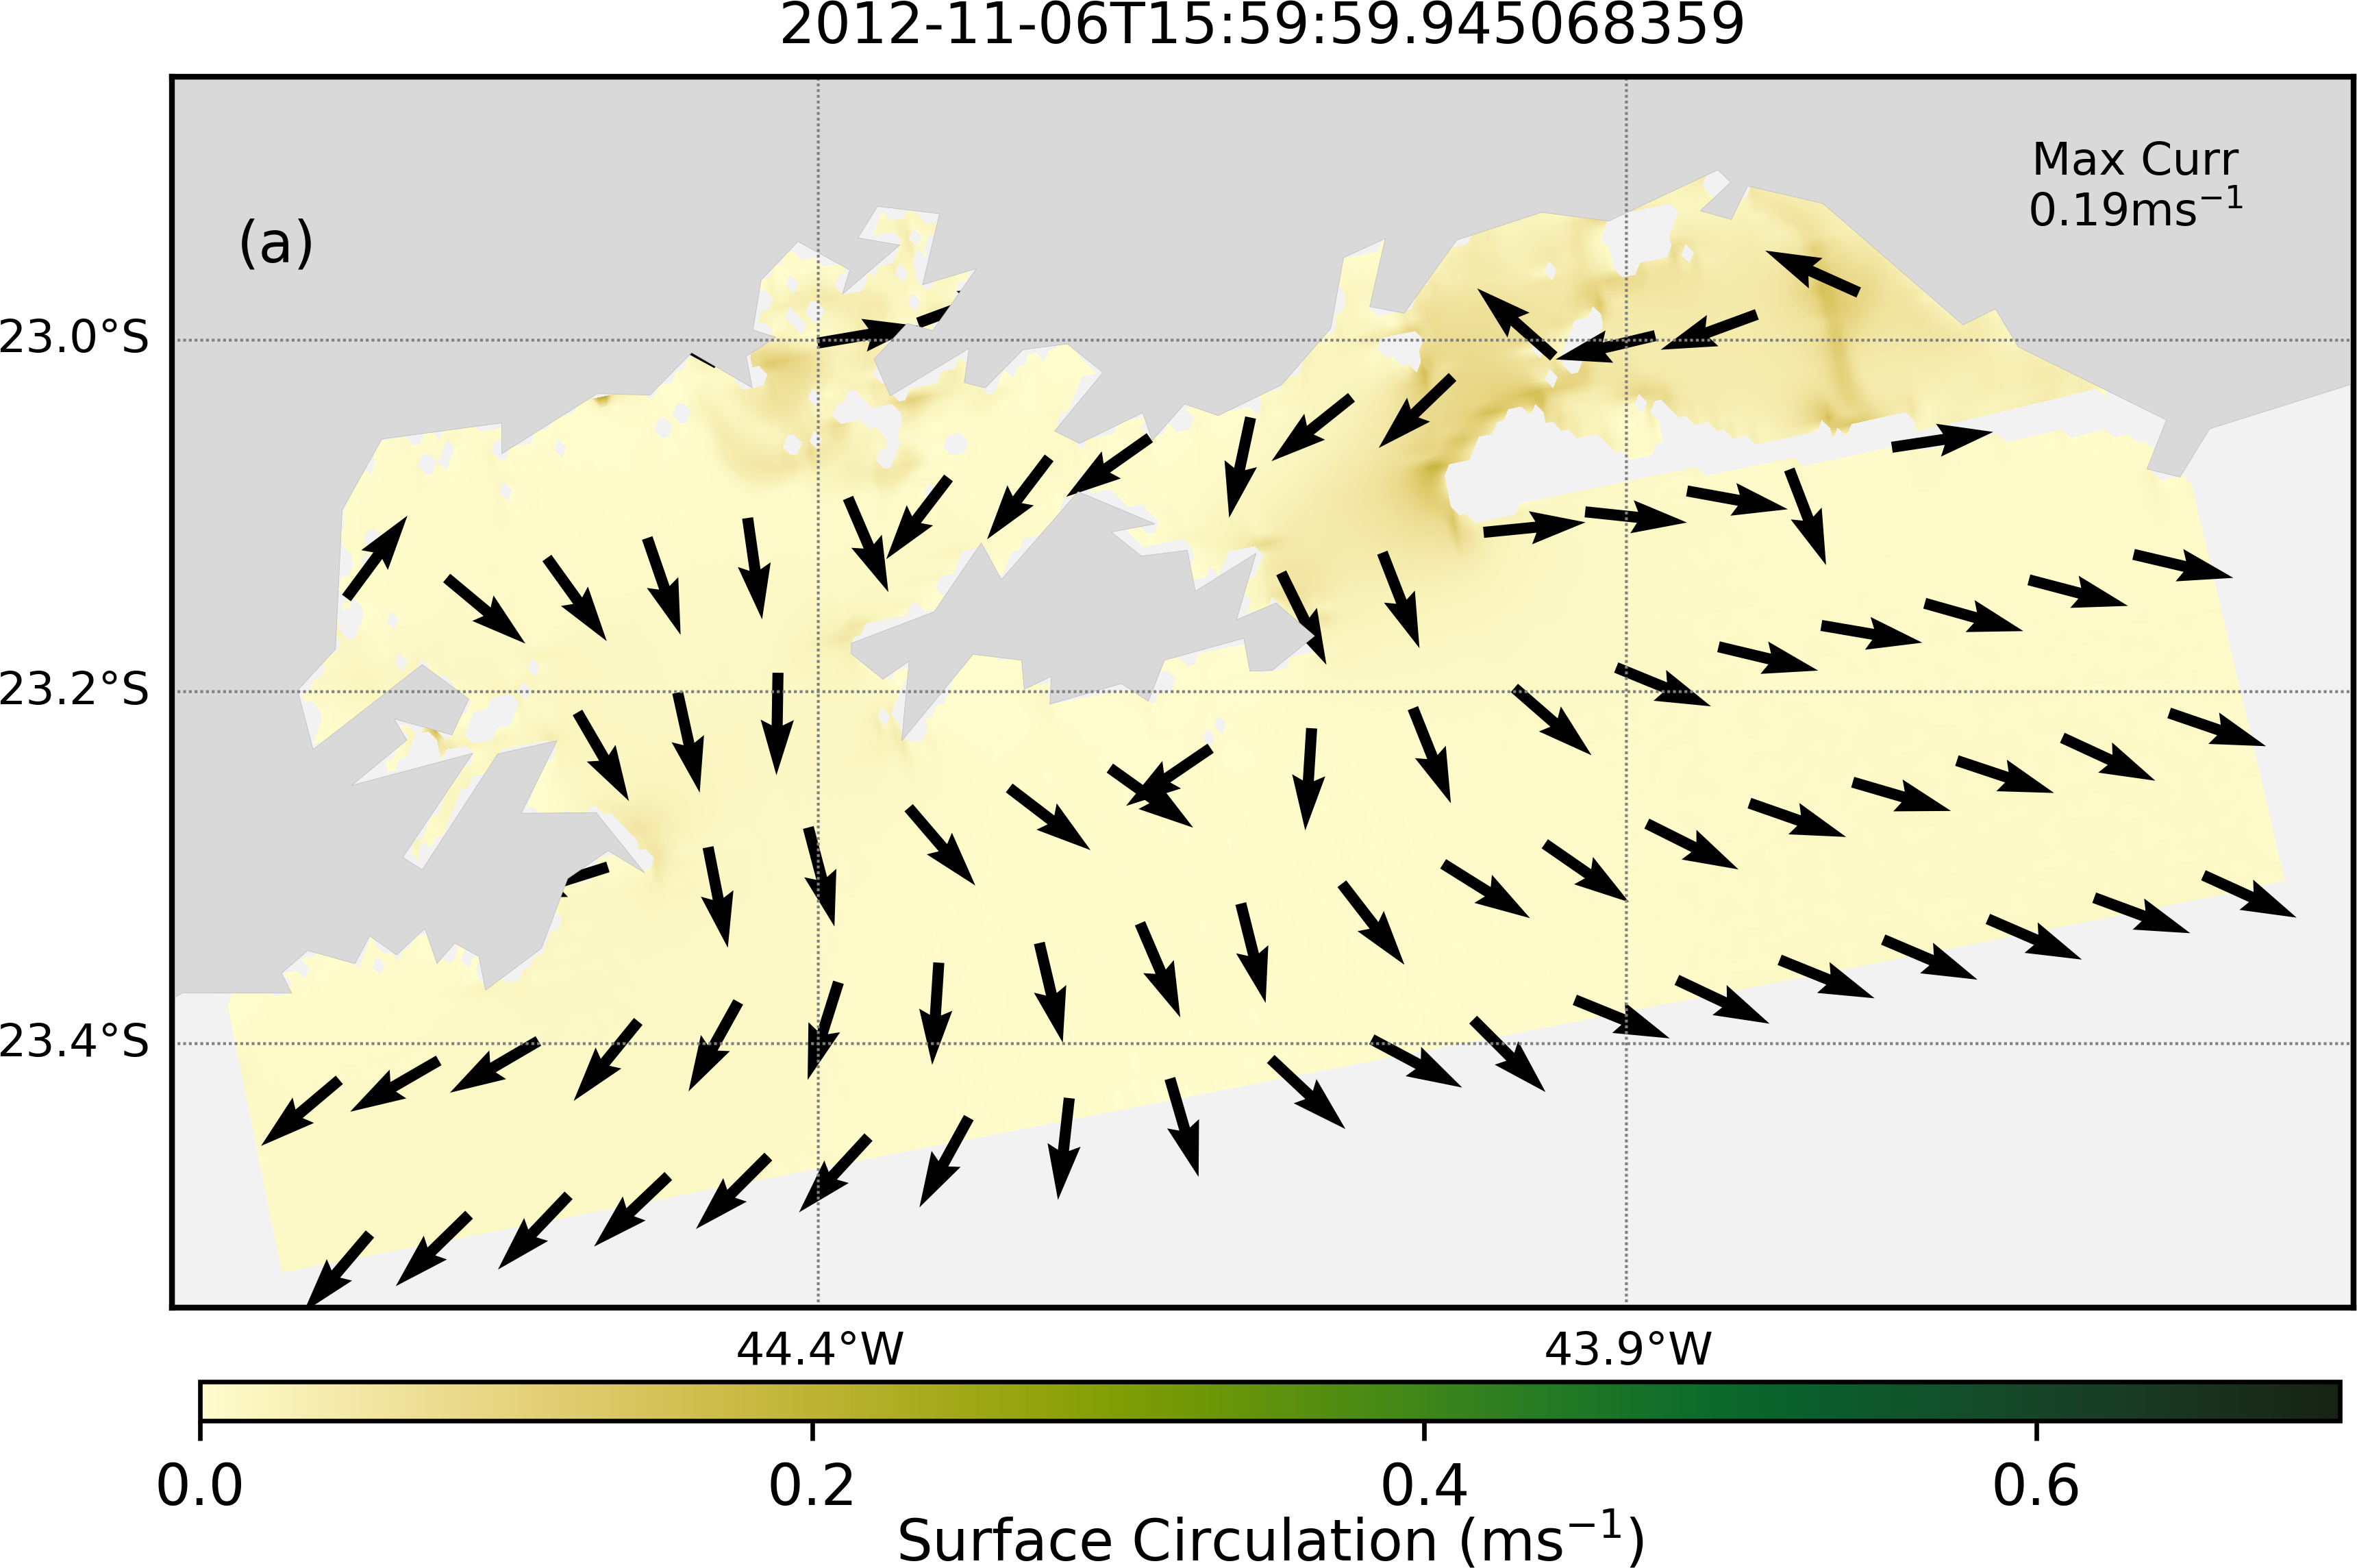 2012-11-06T15:59:59.945068359
Max Curr
0.19ms⁻¹
(a)
23.0°S
23.2°S
23.4°S
44.4°W 43.9°W
0.0 0.2 0.4 0.6
Surface Circulation (ms⁻¹)